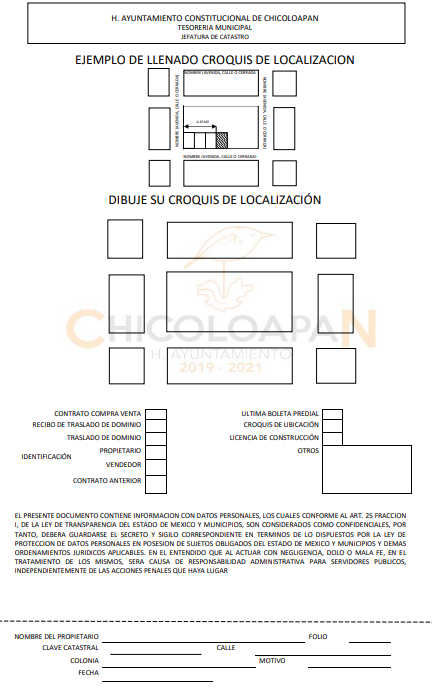 H. AYUNTAMIENTO CONSTITUCIONAL DE CHICOLOAPAN
TESORERIA MUNICIPAL
JEFATURA DE CATASTRO
EJEMPLO DE LLENADO CROQUIS DE LOCALIZACION
NOMBRE (AVENIDA, CALLE O CERRADA
NOMBRE (AVENIDA, CALLE O CERRADA)
NOMBRE (AVENIDA, CALLE O CERRADA)
NOMBRE (AVENIDA, CALLE O CERRADA)
DIBUJE SU CROQUIS DE LOCALIZACIÓN
CHICOLOAPAN
H. AYUNTAMIENTO
2019 - 2021
CONTRATO COMPRA VENTA
RECIBO DE TRASLADO DE DOMINIO
TRASLADO DE DOMINIO
IDENTIFICACIÓN
PROPIETARIO
VENDEDOR
CONTRATO ANTERIOR
ULTIMA BOLETA PREDIAL
CROQUIS DE UBICACIÓN
LICENCIA DE CONSTRUCCIÓN
OTROS
EL PRESENTE DOCUMENTO CONTIENE INFORMACION CON DATOS PERSONALES, LOS CUALES CONFORME AL ART. 25 FRACCION
I, DE LA LEY DE TRANSPARENCIA DEL ESTADO DE MEXICO Y MUNICIPIOS, SON CONSIDERADOS COMO CONFIDENCIALES, POR
TANTO, DEBERA GUARDARSE EL SECRETO Y SIGILO CORRESPONDIENTE EN TERMINOS DE LO DISPUESTOS POR LA LEY DE
PROTECCION DE DATOS PERSONALES EN POSESION DE SUJETOS OBLIGADOS DEL ESTADO DE MEXICO Y MUNICIPIOS Y DEMAS
ORDENAMIENTOS JURIDICOS APLICABLES. EN EL ENTENDIDO QUE AL ACTUAR CON NEGLIGENCIA, DOLO O MALA FE, EN EL
TRATAMIENTO DE LOS MISMOS, SERA CAUSA DE RESPONSABILIDAD ADMINISTRATIVA PARA SERVIDORES PUBLICOS,
INDEPENDIENTEMENTE DE LAS ACCIONES PENALES QUE HAYA LUGAR
NOMBRE DEL PROPIETARIO FOLIO
CLAVE CATASTRAL CALLE
COLONIA MOTIVO
FECHA